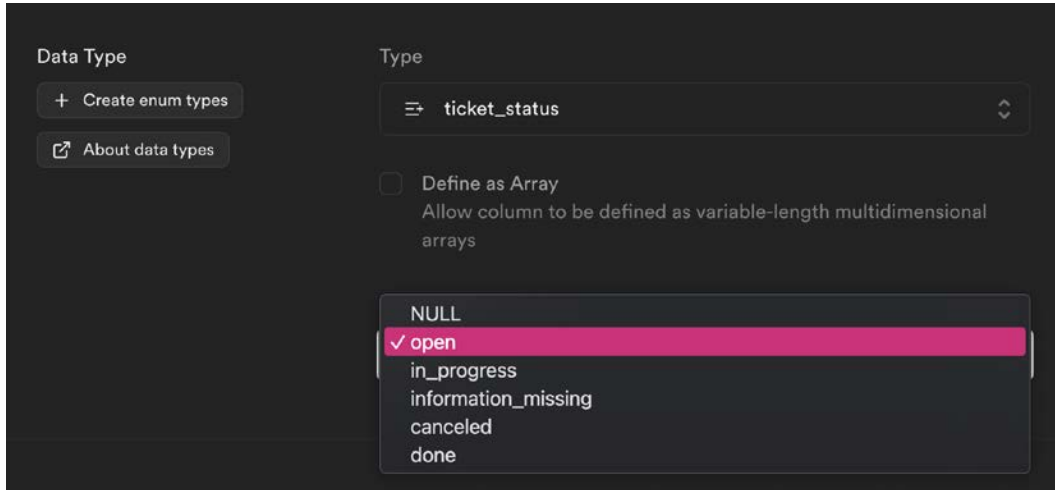 Data Type
Create enum types
About data types
Type
ticket_status
Define as Array
Allow column to be defined as variable-length multidimensional
arrays
NULL
✓ open
in_progress
information_missing
canceled
done